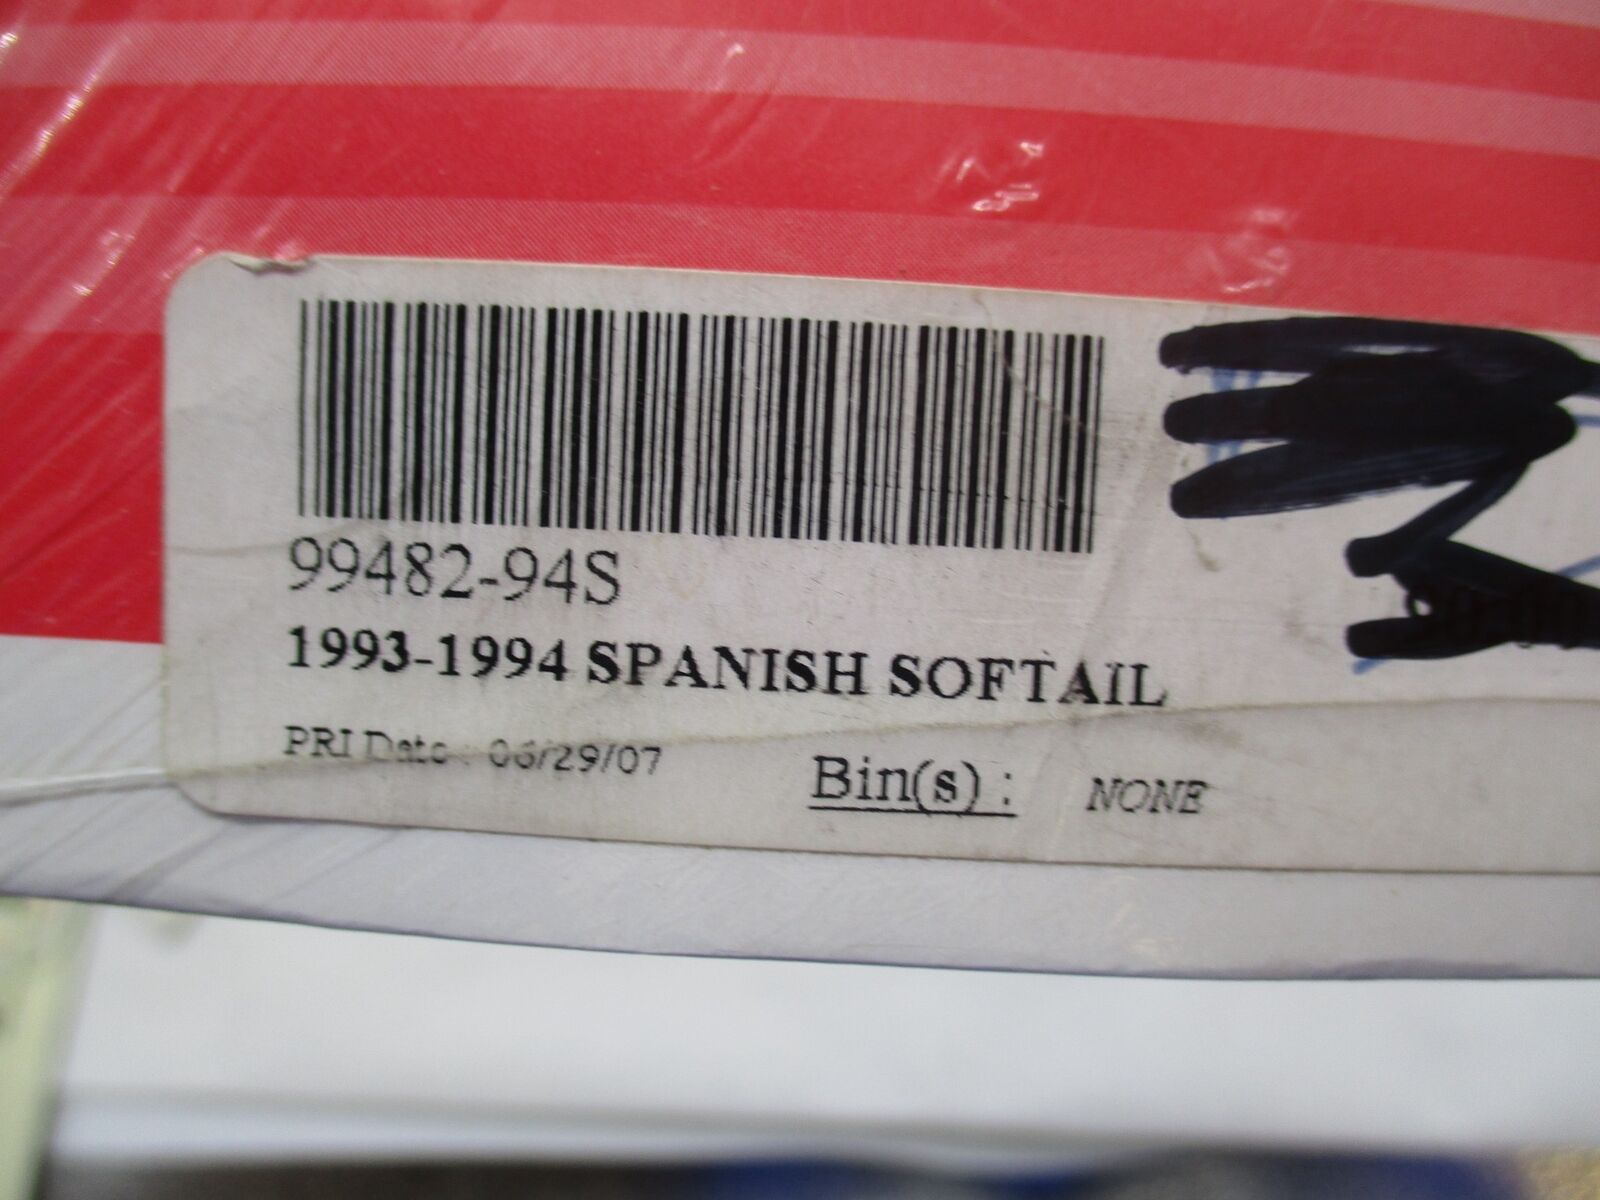 99482-94S
1993-1994 SPANISH SOFTAIL
PRI Date : 06/29/07
Bin(s) : NONE